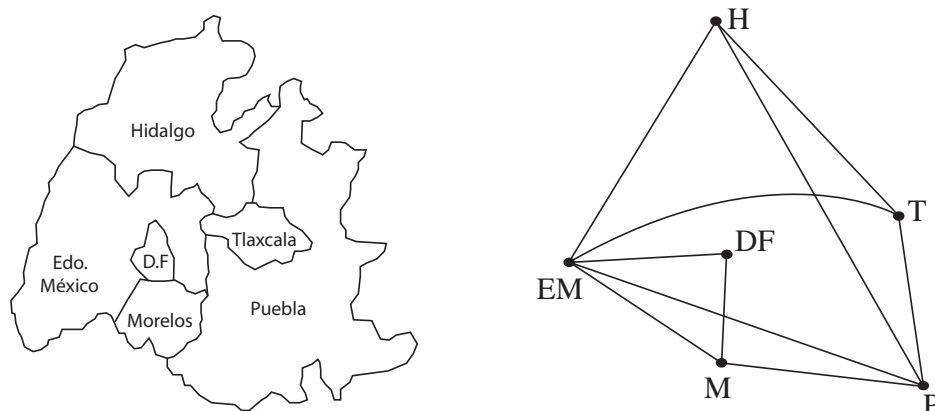 Hidalgo
Tlaxcala
Edo.
México
D.F
Puebla
Morelos
H
T
DF
EM
M
P